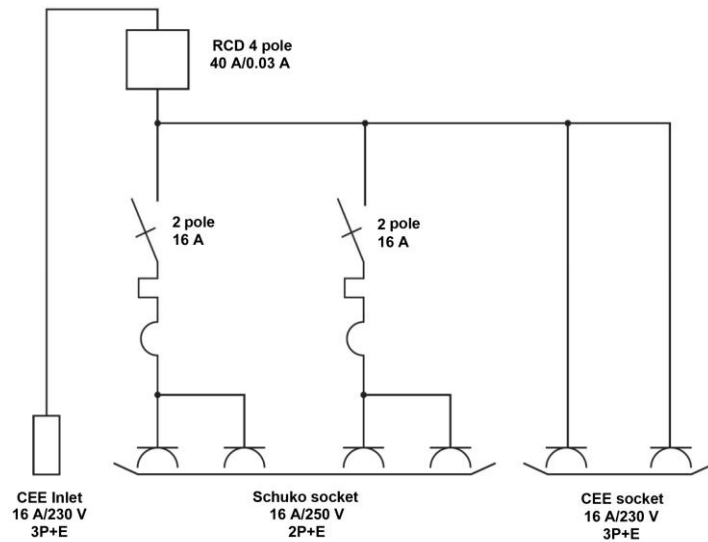 RCD 4 pole
40 A/0.03 A
2 pole
16 A
2 pole
16 A
CEE Inlet
16 A/230 V
3P+E
Schuko socket
16 A/250 V
2P+E
CEE socket
16 A/230 V
3P+E